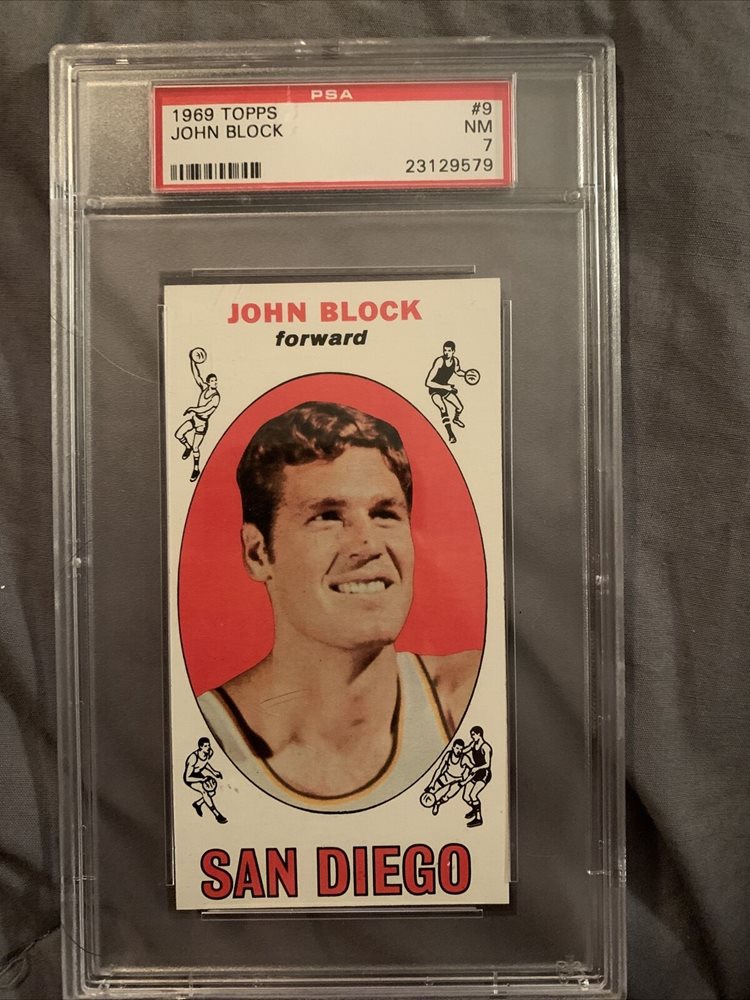 PSA
1969 TOPPS #9
JOHN BLOCK NM
7
23129579
JOHN BLOCK
forward
SAN DIEGO